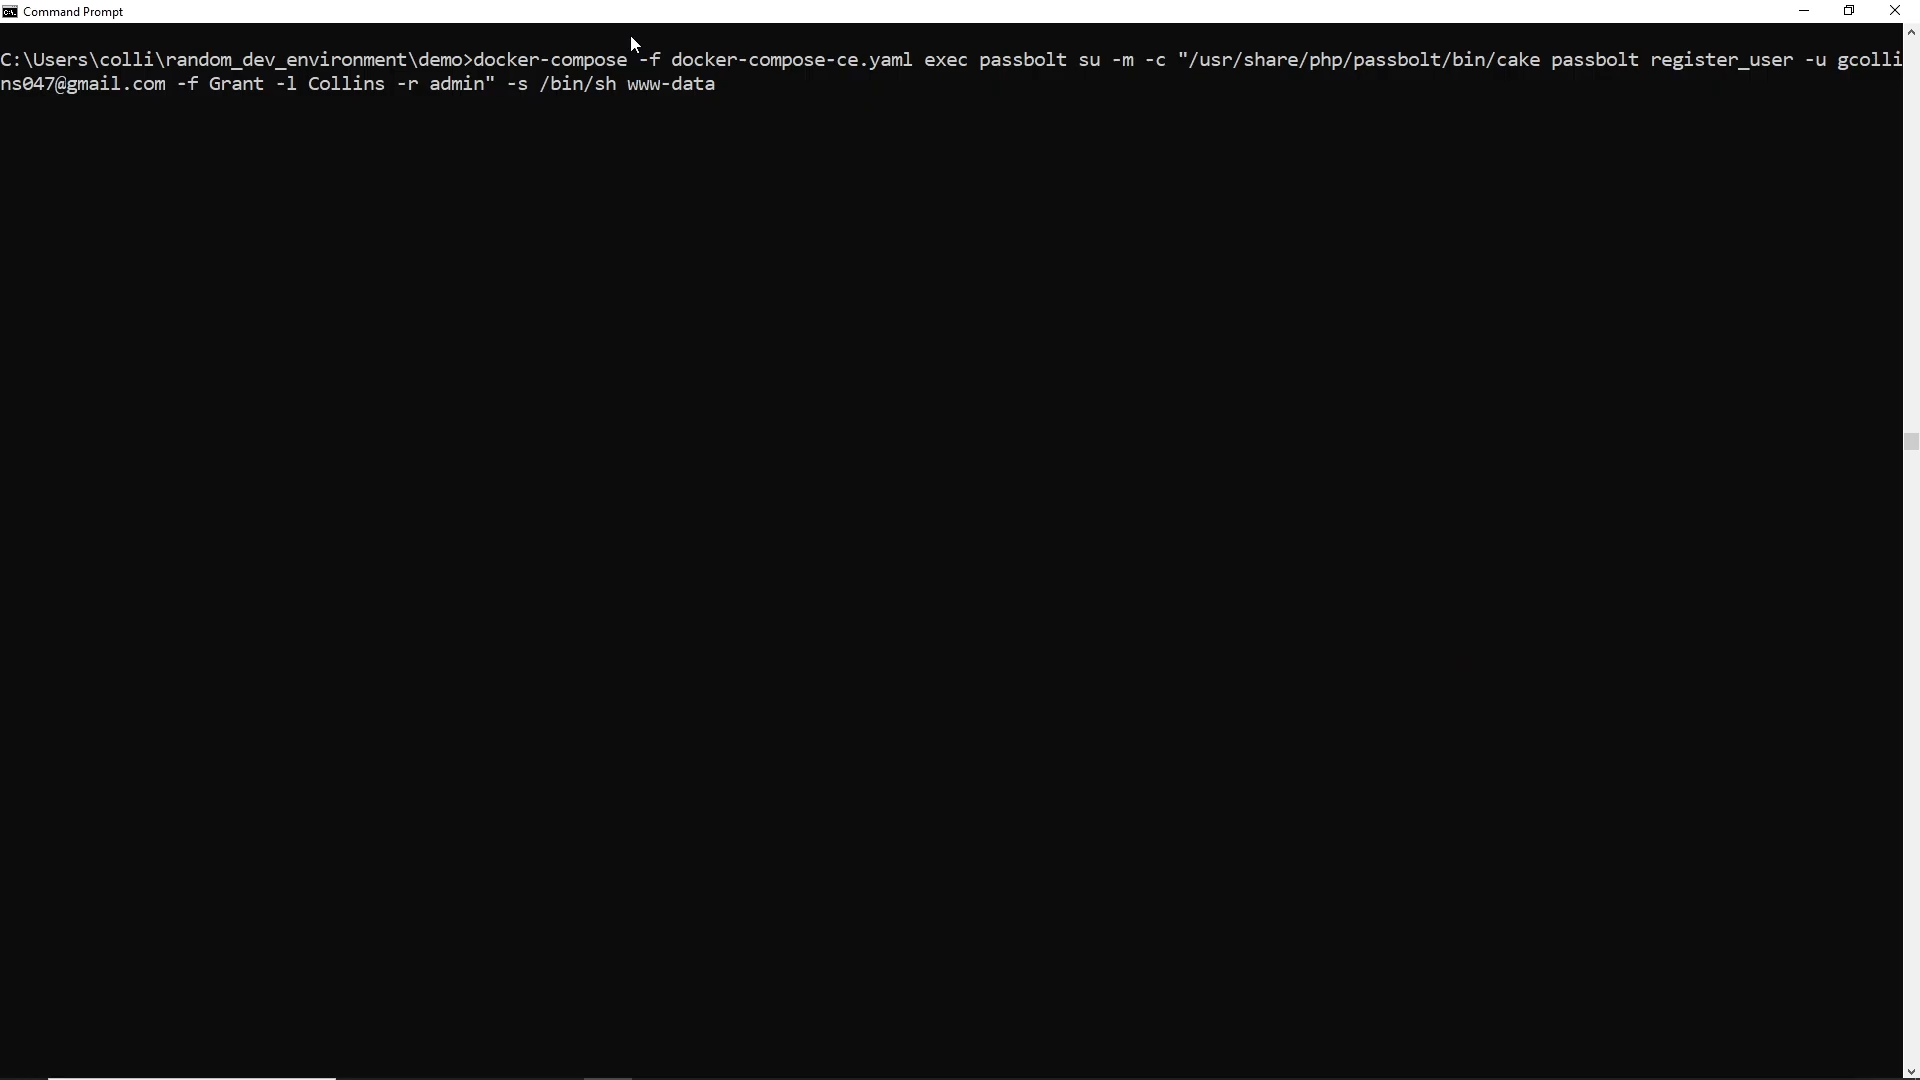 Command Prompt
C:\Users\colli\random_dev_environment\demo>docker-compose -f docker-compose-ce.yaml exec passbolt su -m -c "/usr/share/php/passbolt/bin/cake passbolt register_user -u gcolli
ns047@gmail.com -f Grant -l Collins -r admin" -s /bin/sh www-data